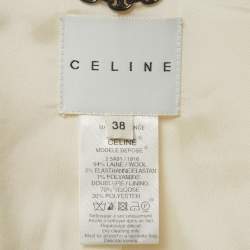 CELINE
38
CELINE
MODELE DEPOSE
94% LAINE / WOOL
5% ELASTHANNE/ELASTAN
1% POLYAMIDE
DOUBLURE / LINING
70% VISCOSE
30% POLYESTER